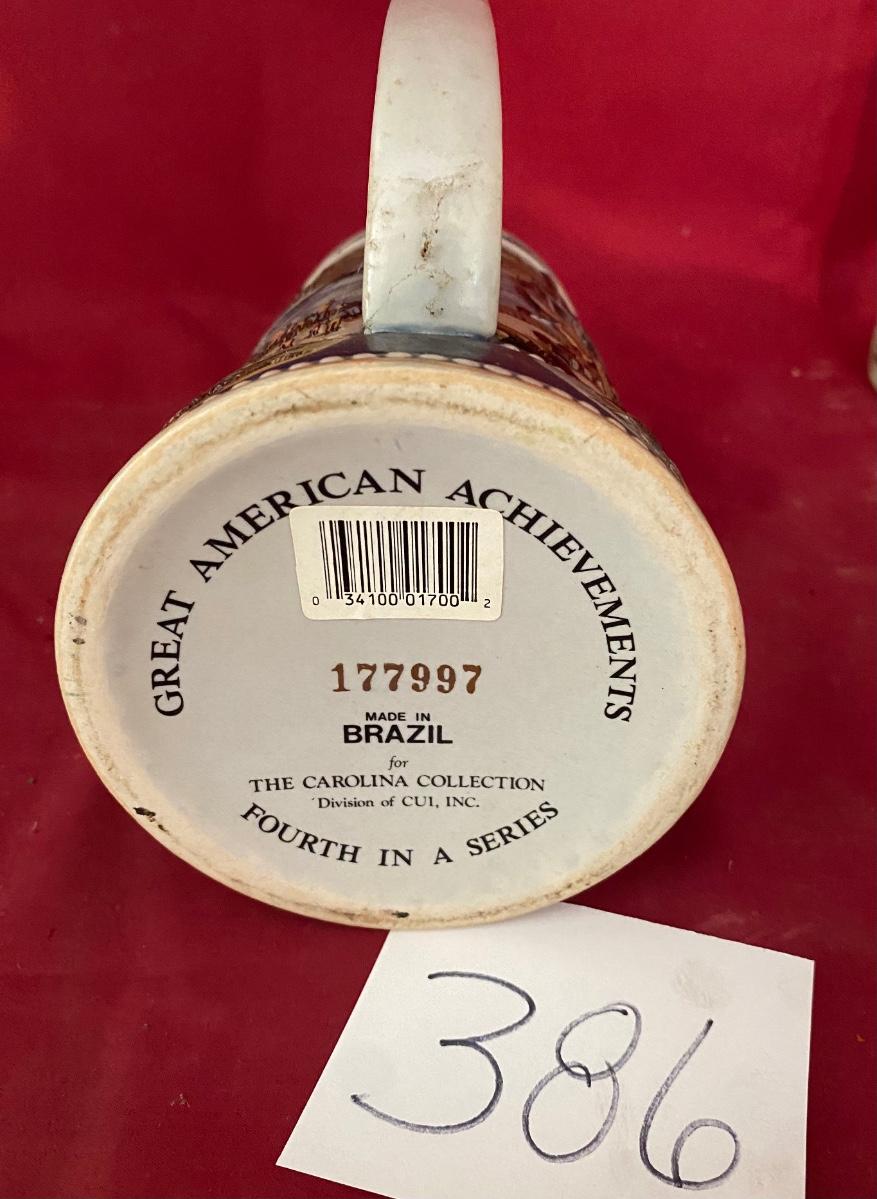 GREAT AMERICAN ACHIEVEMENTS
0 34100 01700 2
177997
MADE IN
BRAZIL
for
THE CAROLINA COLLECTION
Division of CUI, INC.
FOURTH IN A SERIES
386